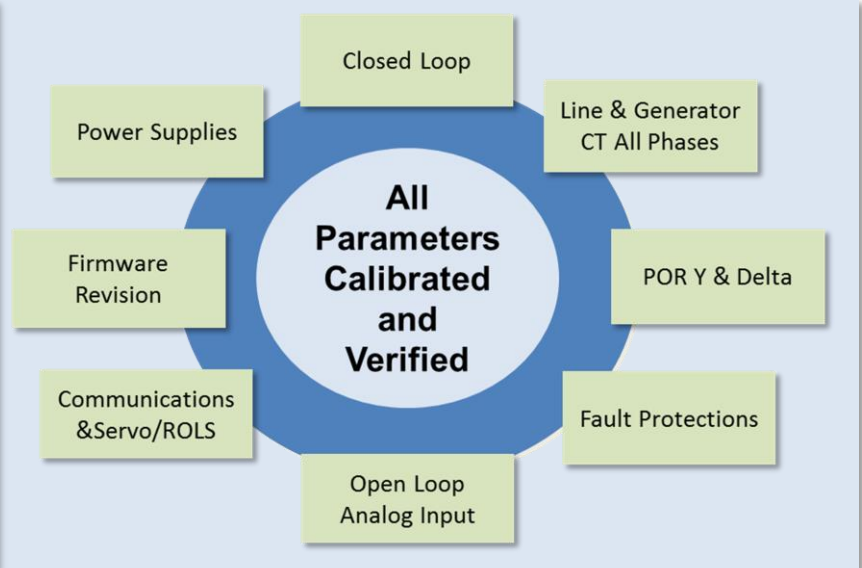 Closed Loop
Line & Generator
CT All Phases
POR Y & Delta
Fault Protections
Open Loop
Analog Input
Communications
&Servo/ROLS
Firmware
Revision
Power Supplies
All
Parameters
Calibrated
and
Verified